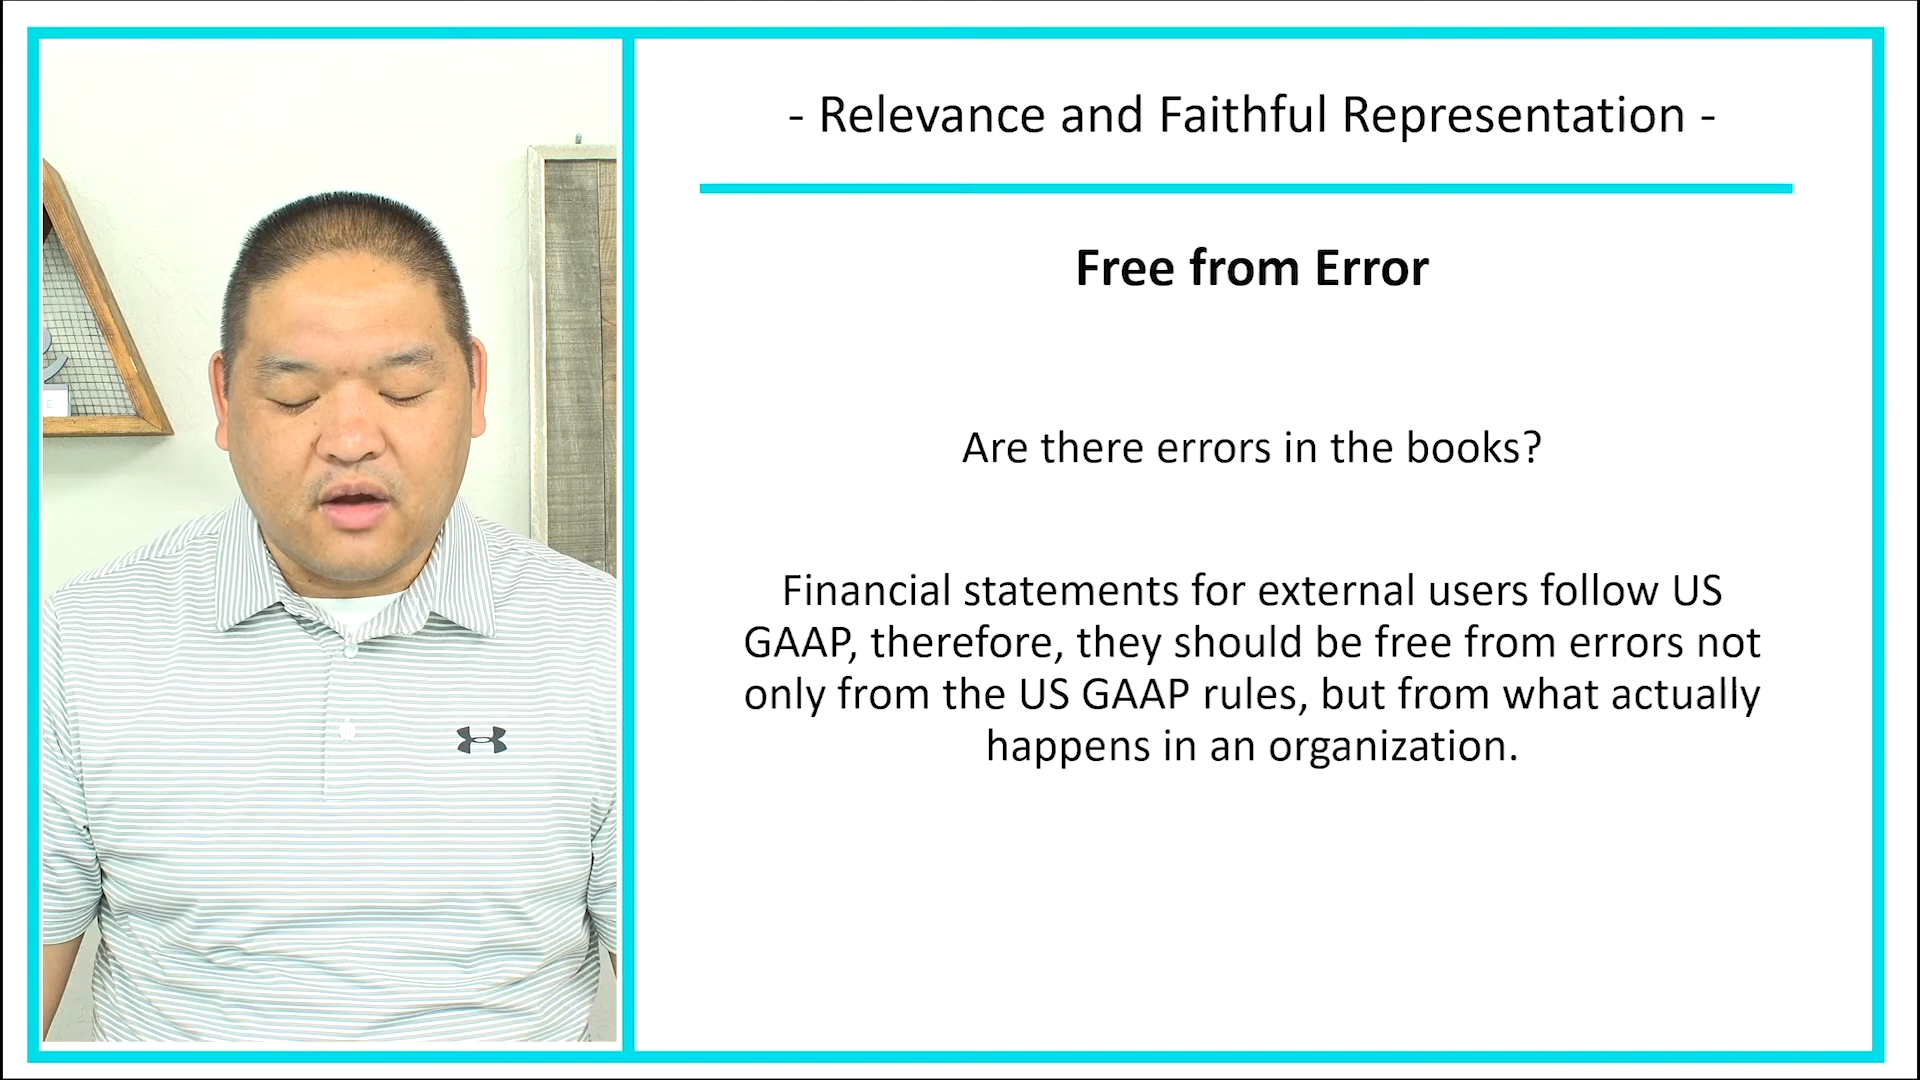 - Relevance and Faithful Representation -
Free from Error
Are there errors in the books?
Financial statements for external users follow US
GAAP, therefore, they should be free from errors not
only from the US GAAP rules, but from what actually
happens in an organization.